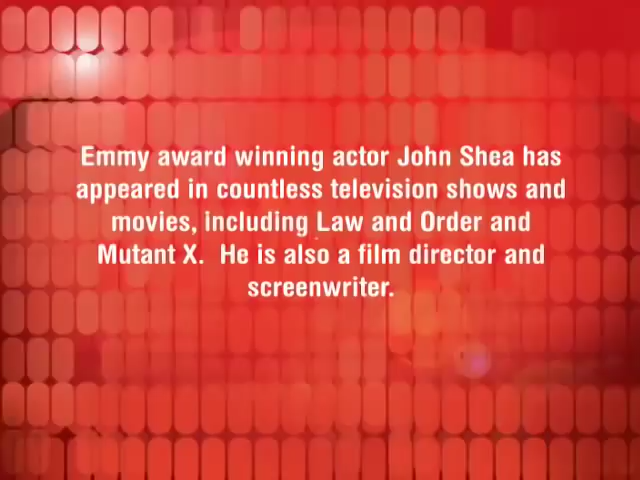 Emmy award winning actor John Shea has
appeared in countless television shows and
movies, including Law and Order and
Mutant X.  He is also a film director and
screenwriter.